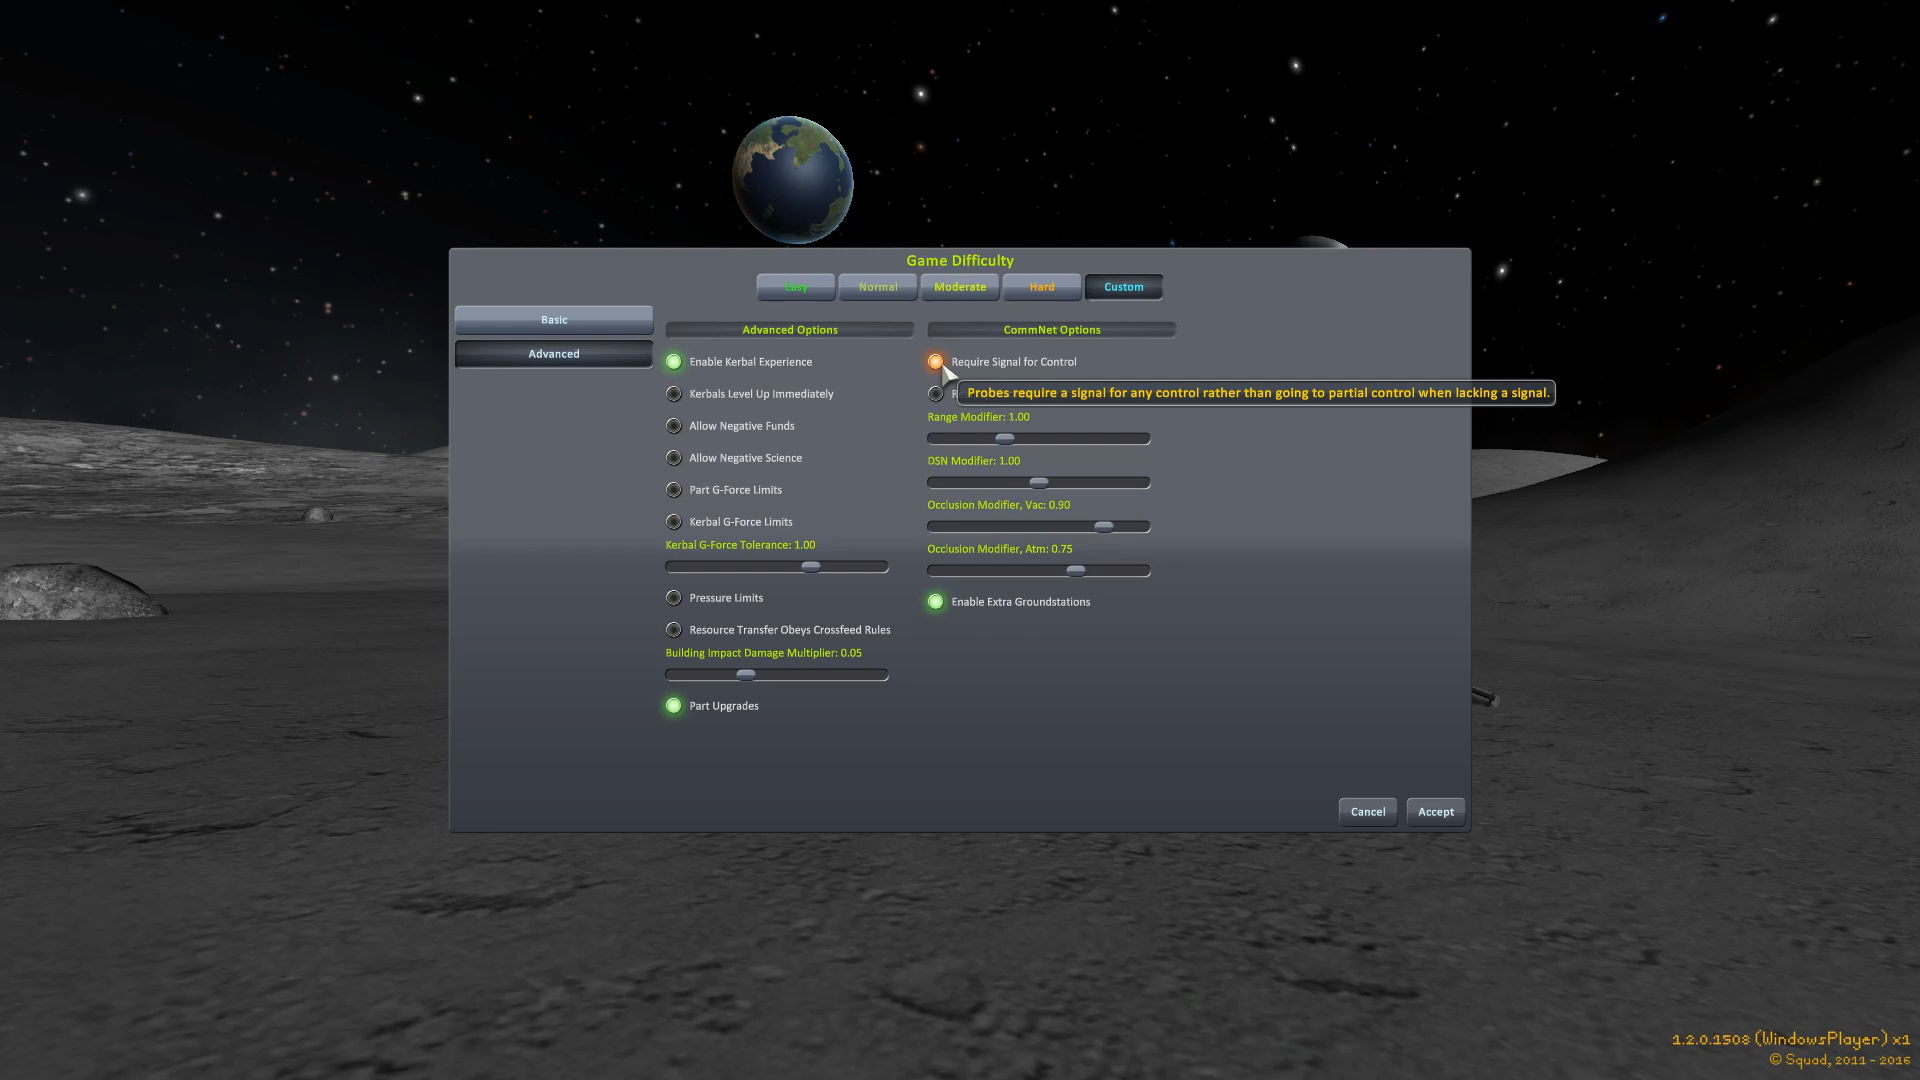 Game Difficulty
Easy
Normal
Moderate
Hard
Custom
Basic
Advanced
Advanced Options
Enable Kerbal Experience
Kerbals Level Up Immediately
Allow Negative Funds
Allow Negative Science
Part G-Force Limits
Kerbal G-Force Limits
Kerbal G-Force Tolerance: 1.00
Pressure Limits
Resource Transfer Obeys Crossfeed Rules
Building Impact Damage Multiplier: 0.05
Part Upgrades
CommNet Options
Require Signal for Control
Probes require a signal for any control rather than going to partial control when lacking a signal.
Range Modifier: 1.00
DSN Modifier: 1.00
Occlusion Modifier, Vac: 0.90
Occlusion Modifier, Atm: 0.75
Enable Extra Groundstations
Cancel
Accept
1.2.0.1508 (WindowsPlayer) x1
© Squad, 2011 - 2016